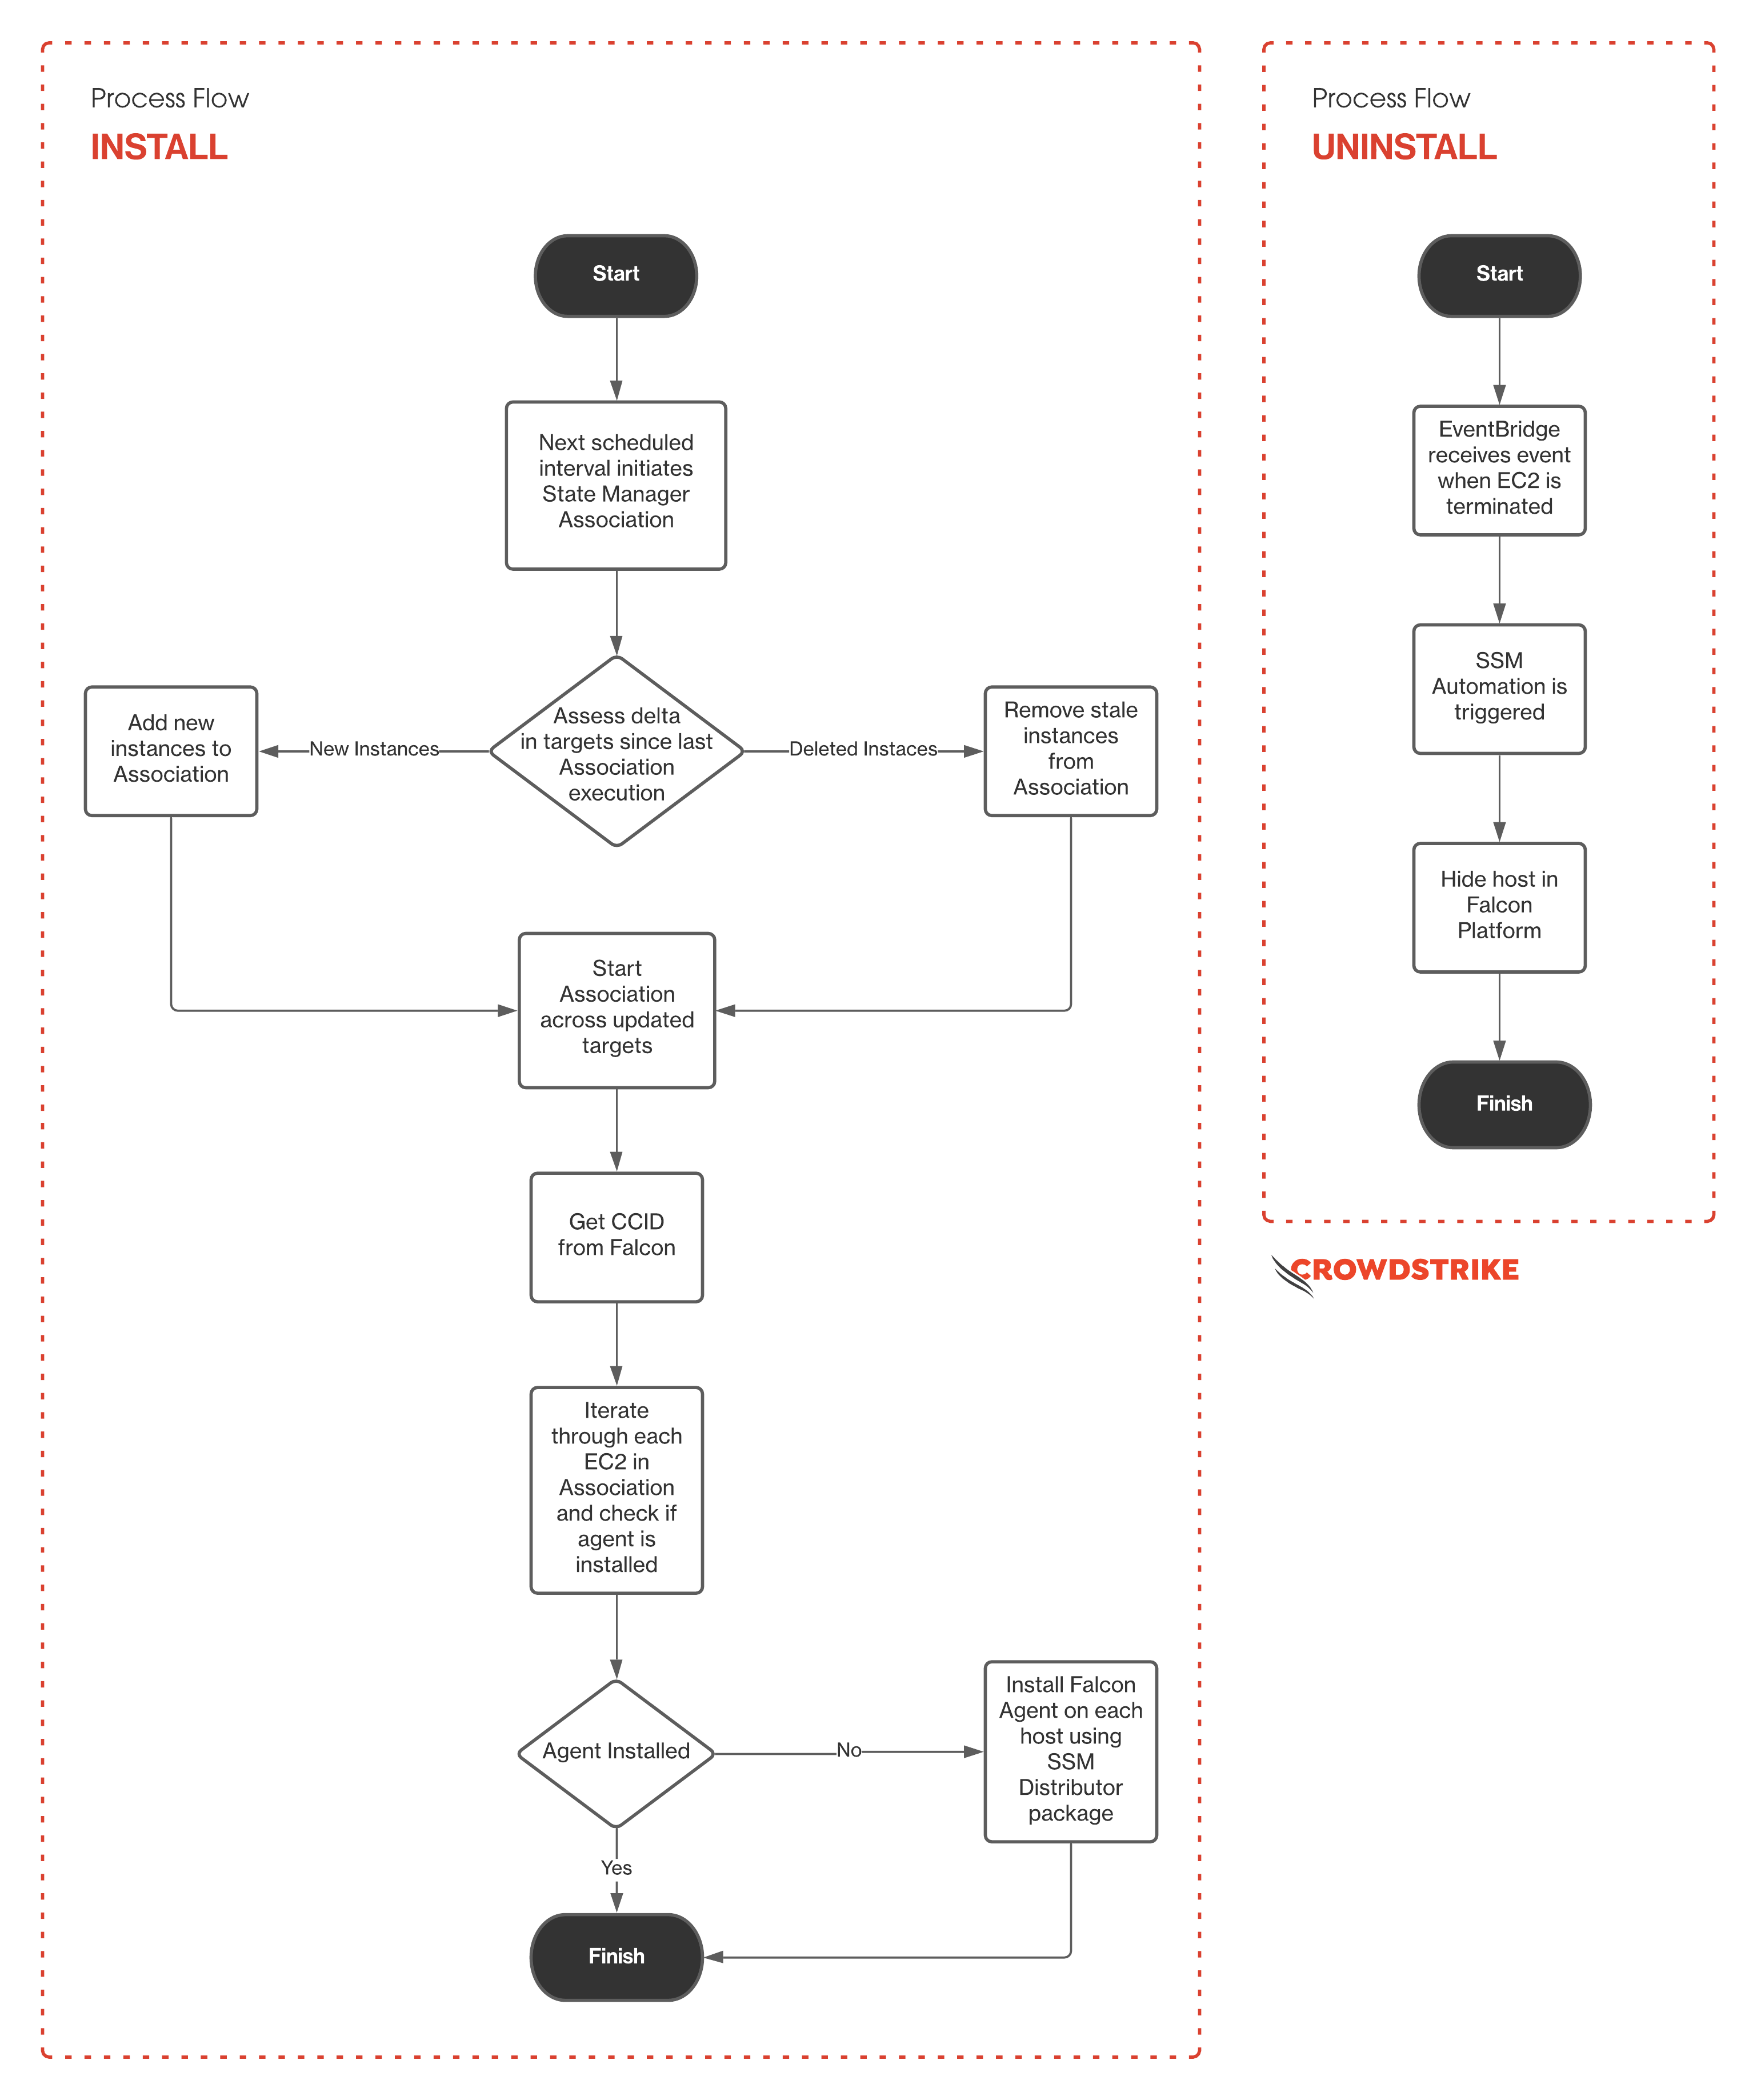 Process Flow
INSTALL
Start
Next scheduled
interval initiates
State Manager
Association
Assess delta
in targets since last
Association
execution
New Instances
Add new
instances to
Association
Deleted Instaces
Remove stale
instances
from
Association
Start
Association
across updated
targets
Get CCID
from Falcon
Iterate
through each
EC2 in
Association
and check if
agent is
installed
Agent Installed
No
Install Falcon
Agent on each
host using
SSM
Distributor
package
Yes
Finish
Process Flow
UNINSTALL
Start
EventBridge
receives event
when EC2 is
terminated
SSM
Automation is
triggered
Hide host in
Falcon
Platform
Finish
CROWDSTRIKE